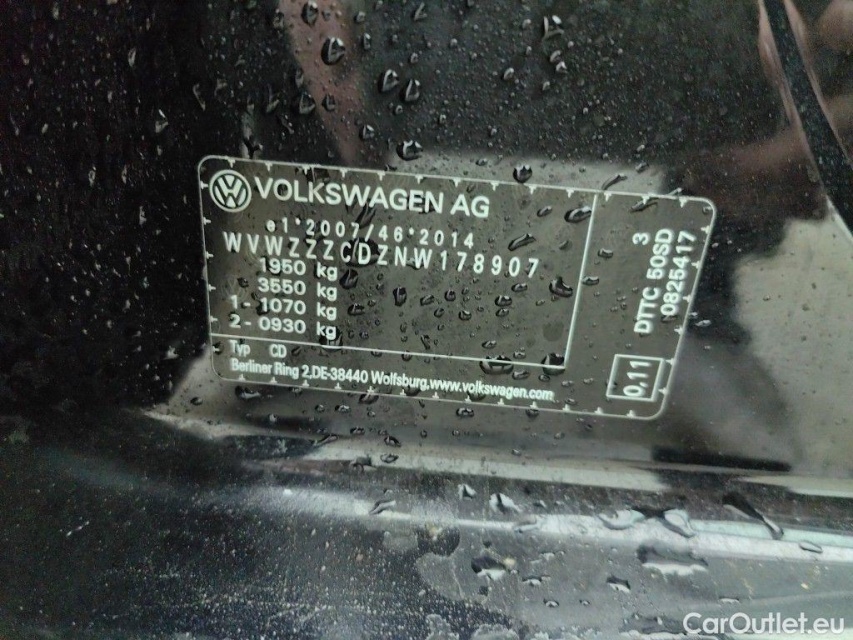 VOLKSWAGEN AG
e1*2007/46*2014
WVWZZZCDZNW178907
1950 kg
3550 kg
1- 1070 kg
2- 0930 kg
Typ CD
Berliner Ring 2,DE-38440 Wolfsburg,www.volkswagen.com
3
DTTC 50SD
0825417
0.11
CarOutlet.eu